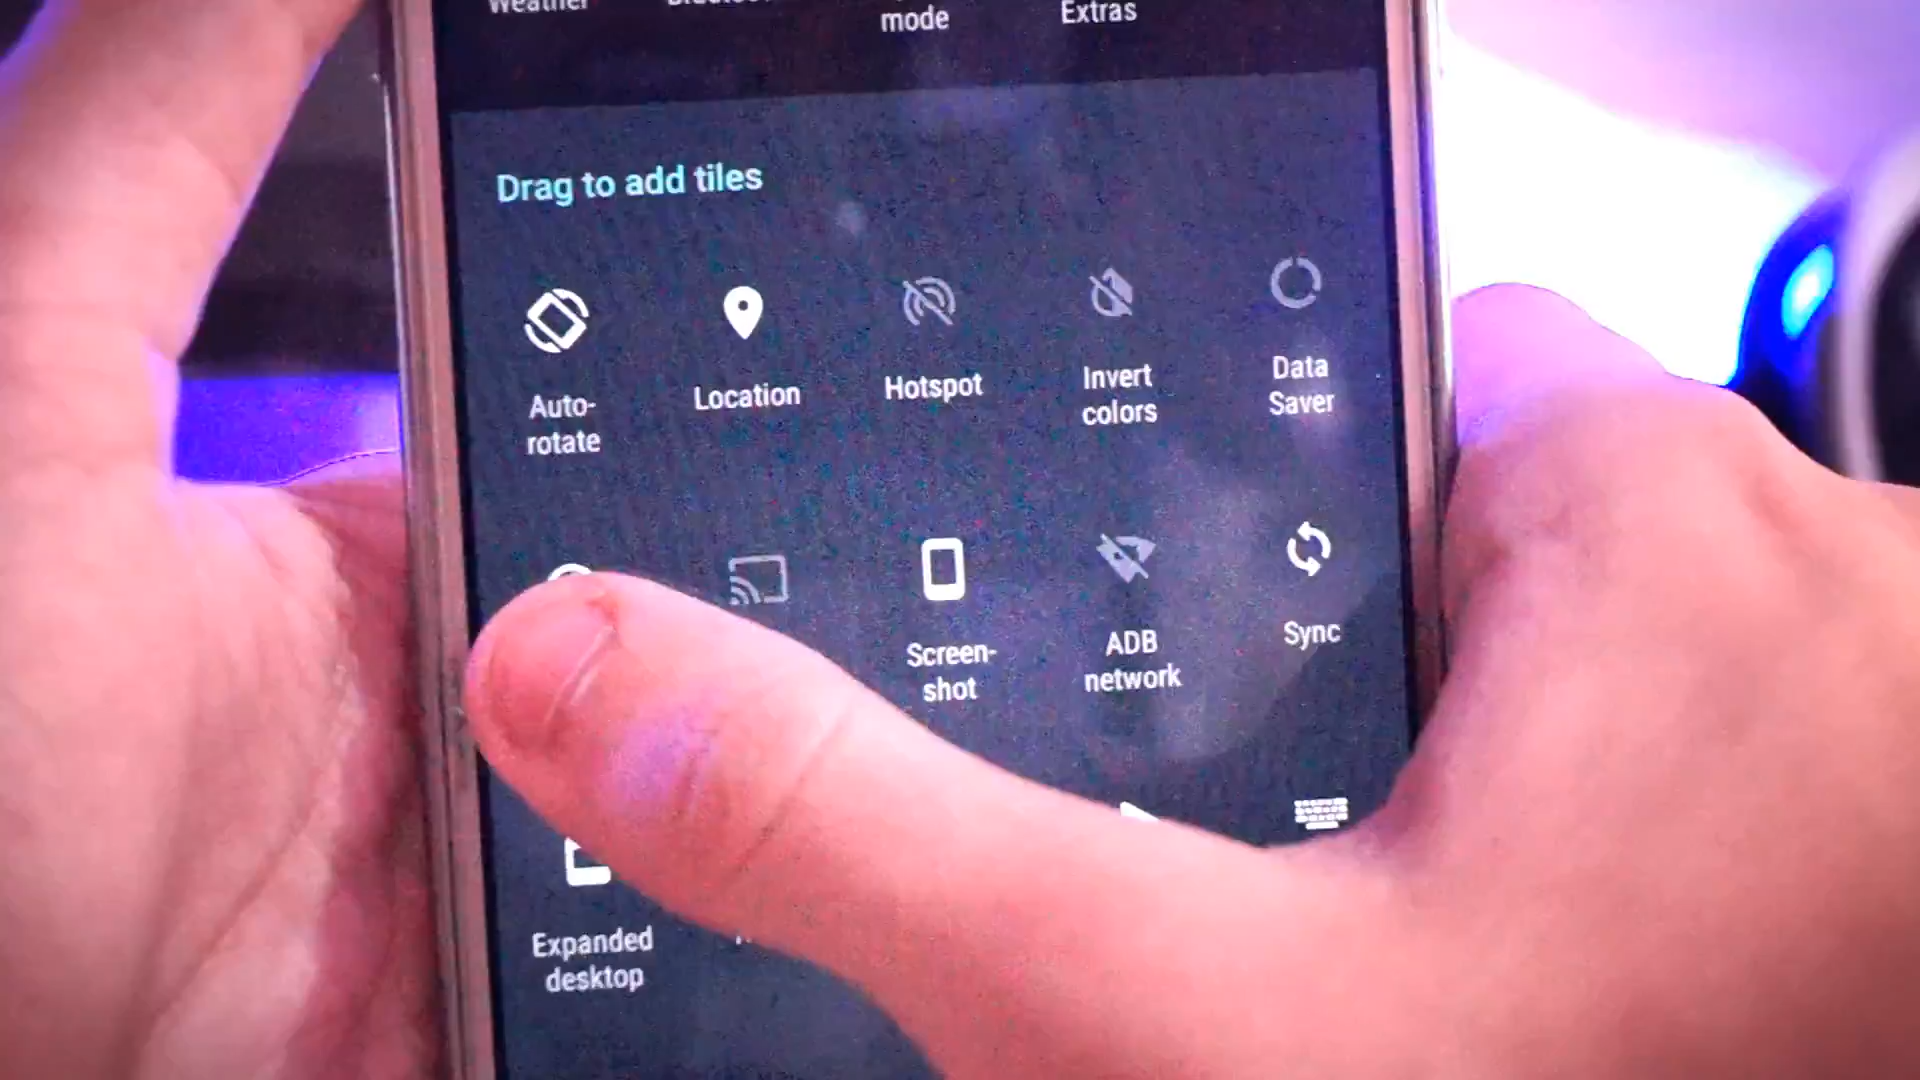 Weather
mode
Extras
Drag to add tiles
Auto-
rotate
Location
Hotspot
Invert
colors
Data
Saver
Screen-
shot
ADB
network
Sync
Expanded
desktop